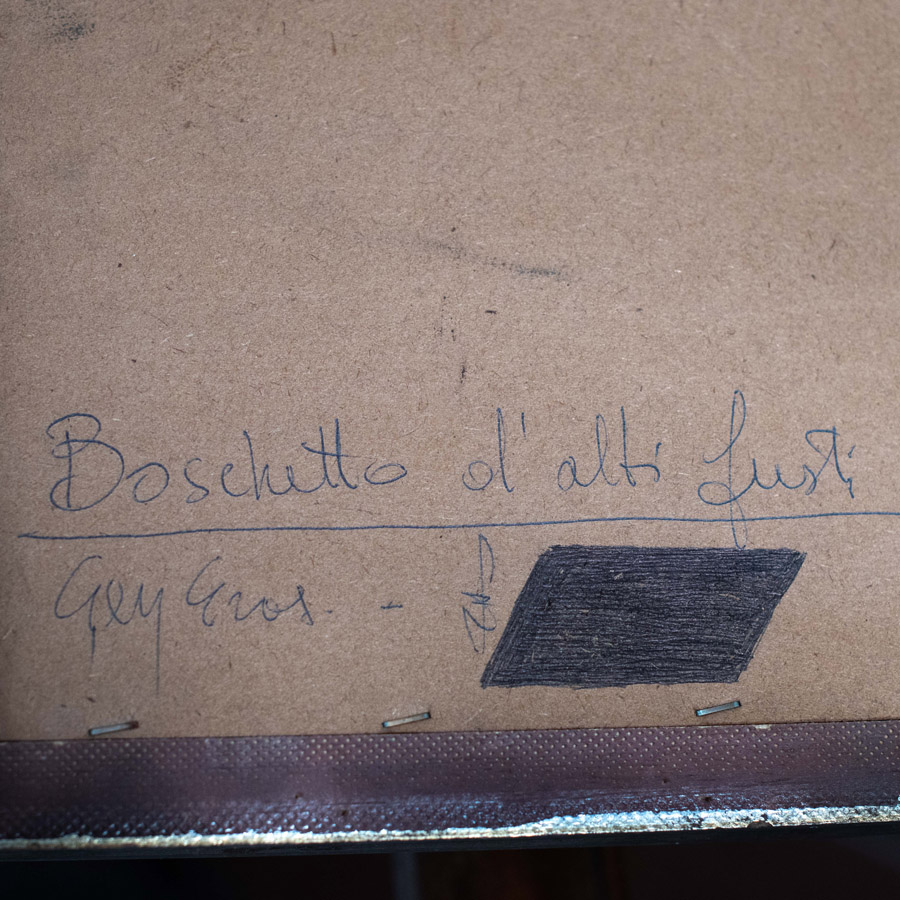 Boschetto d'alti fusti
Gey Eros. -